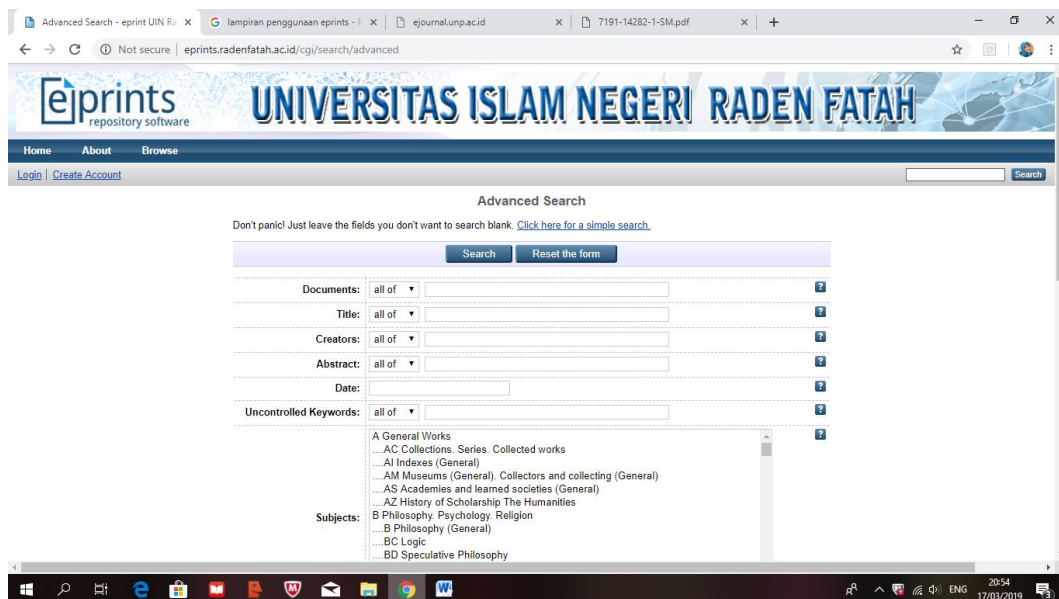 Advanced Search - eprint UIN Ra
lampiran penggunaan eprints - P
ejournal.unp.ac.id
7191-14282-1-SM.pdf
Not secure | eprints.radenfatah.ac.id/cgi/search/advanced
eprints
repository software
UNIVERSITAS ISLAM NEGERI RADEN FATAH
Home About Browse
Login | Create Account Search
Advanced Search
Don't panic! Just leave the fields you don't want to search blank. Click here for a simple search.
Search Reset the form
Documents: all of ?
Title: all of ?
Creators: all of ?
Abstract: all of ?
Date: ?
Uncontrolled Keywords: all of ?
Subjects: ?
A General Works
....AC Collections. Series. Collected works
....AI Indexes (General)
....AM Museums (General). Collectors and collecting (General)
....AS Academies and learned societies (General)
....AZ History of Scholarship The Humanities
B Philosophy. Psychology. Religion
....B Philosophy (General)
....BC Logic
....BD Speculative Philosophy
ENG
20:54
17/03/2019
3